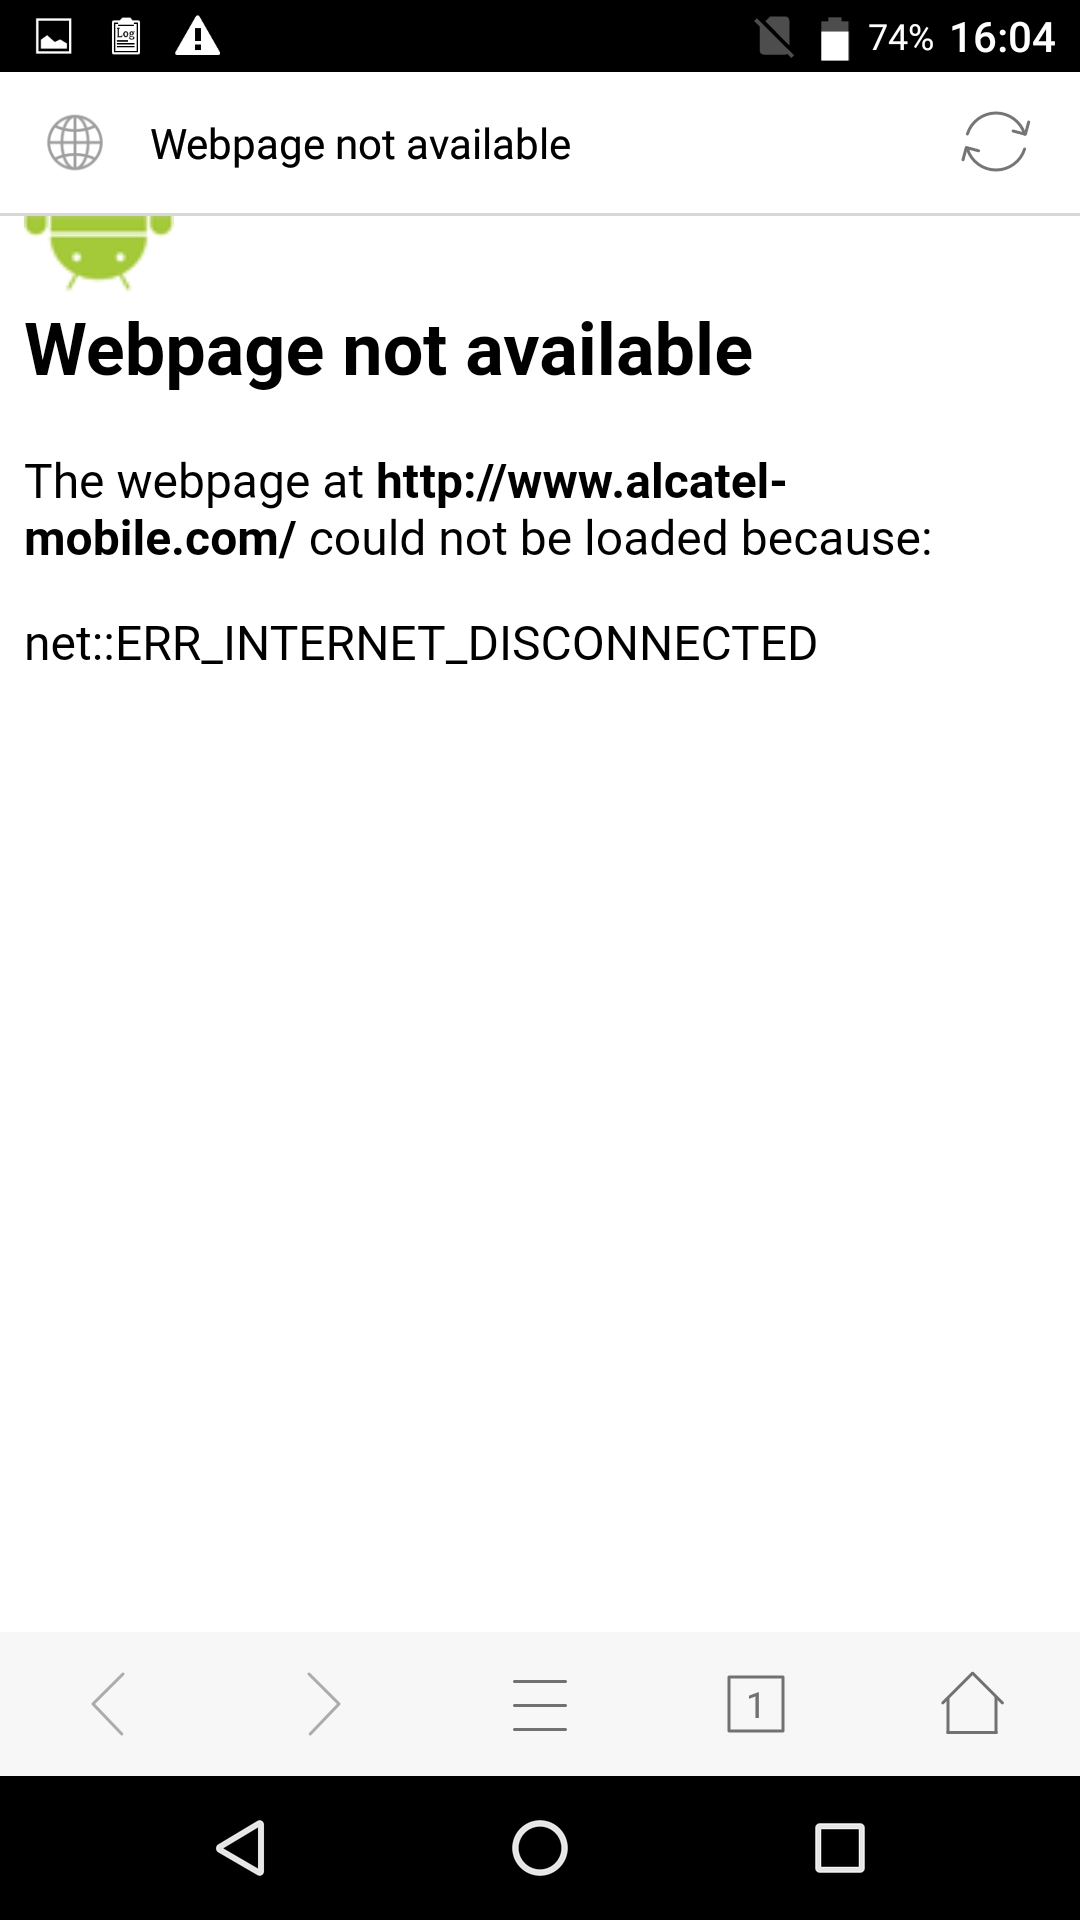 Log
74% 16:04
Webpage not available
Webpage not available
The webpage at http://www.alcatel-
mobile.com/ could not be loaded because:
net::ERR_INTERNET_DISCONNECTED
1